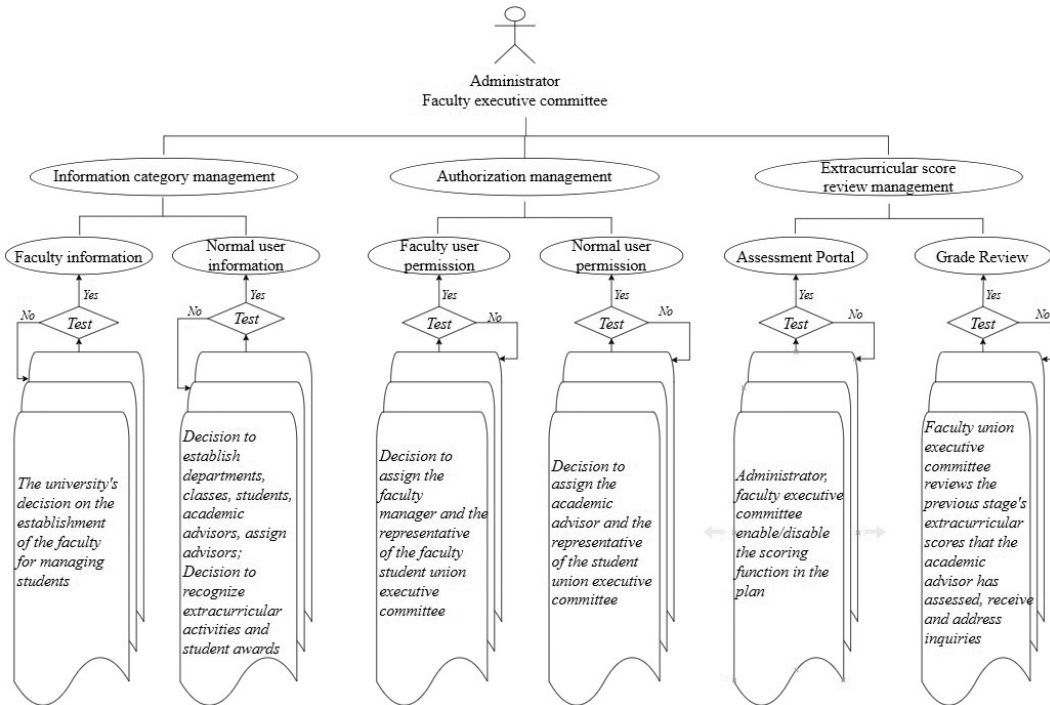 Administrator
Faculty executive committee
Information category management
Authorization management
Extracurricular score
review management
Faculty information
Normal user
information
Faculty user
permission
Normal user
permission
Assessment Portal
Grade Review
Yes
Yes
Yes
Yes
Yes
Yes
No
Test
No
Test
Test
No
Test
No
Test
No
Test
No
The university's
decision on the
establishment
of the faculty
for managing
students
Decision to
establish
departments,
classes, students,
academic
advisors, assign
advisors;
Decision to
recognize
extracurricular
activities and
student awards
Decision to
assign the
faculty
manager and the
representative
of the faculty
student union
executive
committee
Decision to
assign the
academic
advisor and the
representative
of the student
union executive
committee
Administrator,
faculty executive
committee
enable/disable
the scoring
function in the
plan
Faculty union
executive
committee
reviews the
previous stage's
extracurricular
scores that the
academic
advisor has
assessed, receive
and address
inquiries